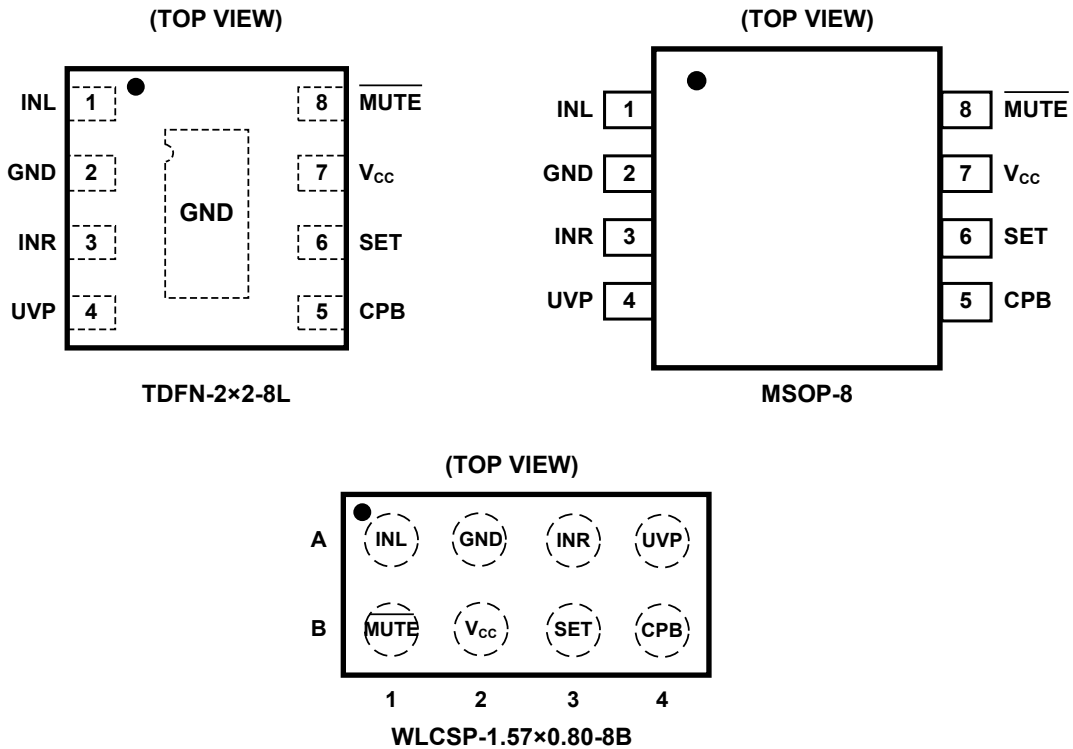 (TOP VIEW)
INL 1 8 MUTE
GND 2 7 VCC
GND
INR 3 6 SET
UVP 4 5 CPB
TDFN-2×2-8L
(TOP VIEW)
INL 1 8 MUTE
GND 2 7 VCC
INR 3 6 SET
UVP 4 5 CPB
MSOP-8
(TOP VIEW)
A INL GND INR UVP
B MUTE VCC SET CPB
1 2 3 4
WLCSP-1.57×0.80-8B